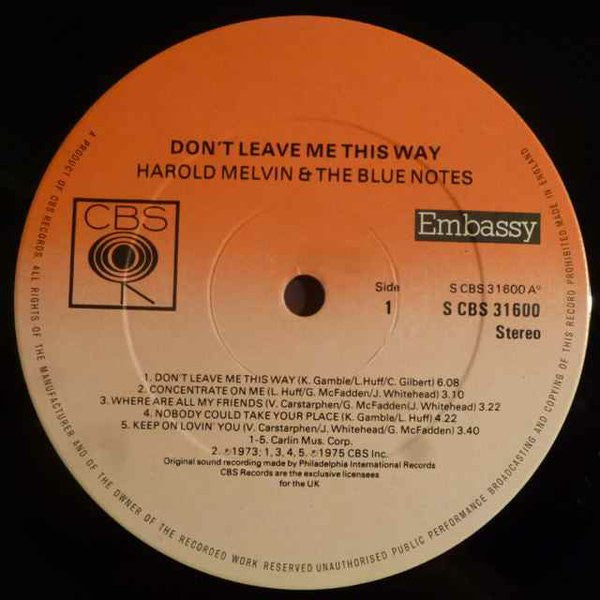 DON'T LEAVE ME THIS WAY
HAROLD MELVIN & THE BLUE NOTES
CBS
Embassy
Side
1
S CBS 31600 Aº
S CBS 31600
Stereo
1. DON'T LEAVE ME THIS WAY (K. Gamble/L.Huff/C. Gilbert) 6.08
2. CONCENTRATE ON ME (L. Huff/G. McFadden/J. Whitehead) 3.10
3. WHERE ARE ALL MY FRIENDS (V. Carstarphen/G. McFadden(J. Whitehead) 3.22
4. NOBODY COULD TAKE YOUR PLACE (K. Gamble/L. Huff) 4.22
5. KEEP ON LOVIN' YOU (V. Carstarphen/J. Whitehead/G. McFadden) 3.40
1-5. Carlin Mus. Corp.
2. ℗1973; 1, 3, 4, 5. ℗1975 CBS Inc.
Original sound recording made by Philadelphia International Records
CBS Records are the exclusive licensees
for the UK
A PRODUCT OF CBS RECORDS. ALL RIGHTS OF THE MANUFACTURER AND OF THE OWNER OF THE RECORDED WORK RESERVED UNAUTHORISED PUBLIC PERFORMANCE BROADCASTING AND COPYING OF THIS RECORD PROHIBITED MADE IN ENGLAND